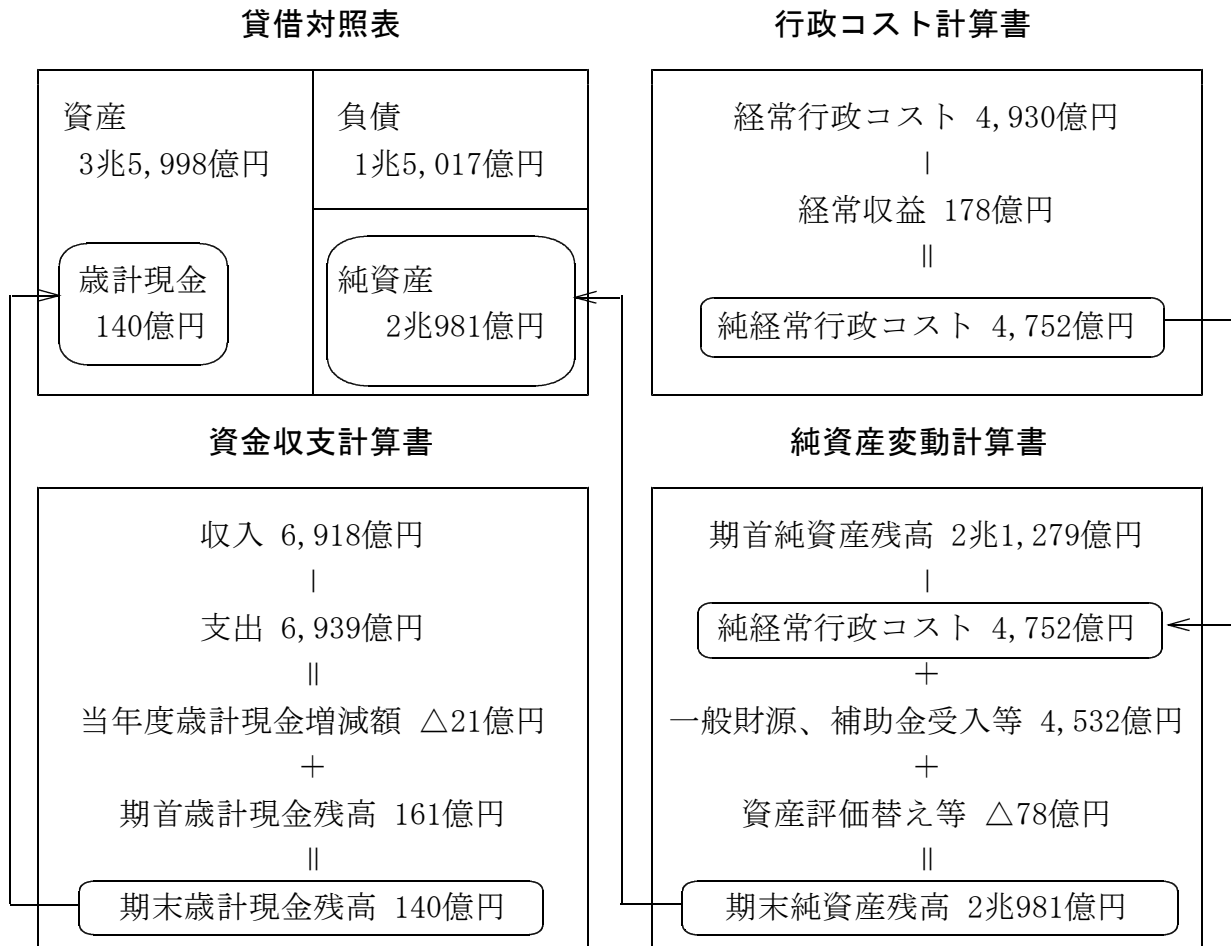 貸借対照表
資産
3兆5,998億円
負債
1兆5,017億円
歳計現金
140億円
純資産
2兆981億円
行政コスト計算書
経常行政コスト 4,930億円
－
経常収益 178億円
＝
純経常行政コスト 4,752億円
資金収支計算書
収入 6,918億円
－
支出 6,939億円
＝
当年度歳計現金増減額 △21億円
＋
期首歳計現金残高 161億円
＝
期末歳計現金残高 140億円
純資産変動計算書
期首純資産残高 2兆1,279億円
－
純経常行政コスト 4,752億円
＋
一般財源、補助金受入等 4,532億円
＋
資産評価替え等 △78億円
＝
期末純資産残高 2兆981億円